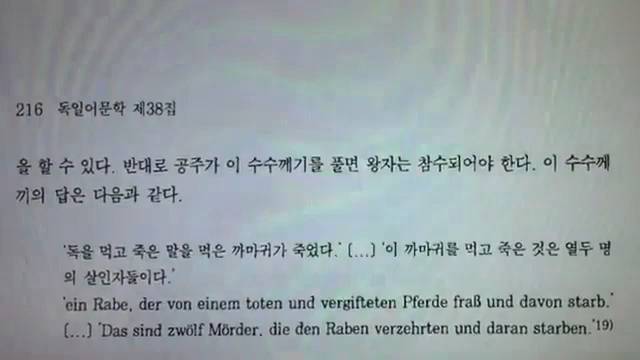 216 독일어문학 제38집
을 할 수 있다. 반대로 공주가 이 수수께기를 풀면 왕자는 참수되어야 한다. 이 수수께
끼의 답은 다음과 같다.
'독을 먹고 죽은 말을 먹은 까마귀가 죽었다.' (...) '이 까마귀를 먹고 죽은 것은 열두 명
의 살인자들이다.'
'ein Rabe, der von einem toten und vergifteten Pferde fraß und davon starb.'
(...) 'Das sind zwölf Mörder, die den Raben verzehrten und daran starben.'19)